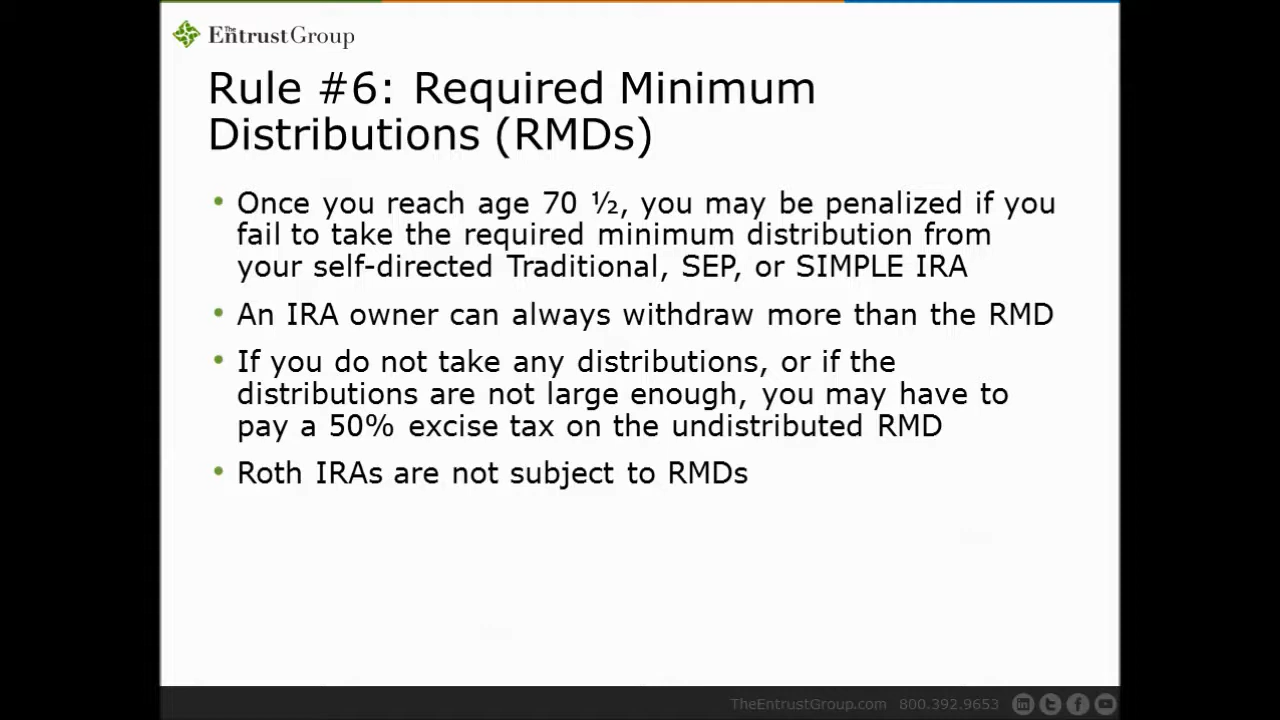 The EntrustGroup
Rule #6: Required Minimum
Distributions (RMDs)
• Once you reach age 70 ½, you may be penalized if you
fail to take the required minimum distribution from
your self-directed Traditional, SEP, or SIMPLE IRA
• An IRA owner can always withdraw more than the RMD
• If you do not take any distributions, or if the
distributions are not large enough, you may have to
pay a 50% excise tax on the undistributed RMD
• Roth IRAs are not subject to RMDs
TheEntrustGroup.com 800.392.9653